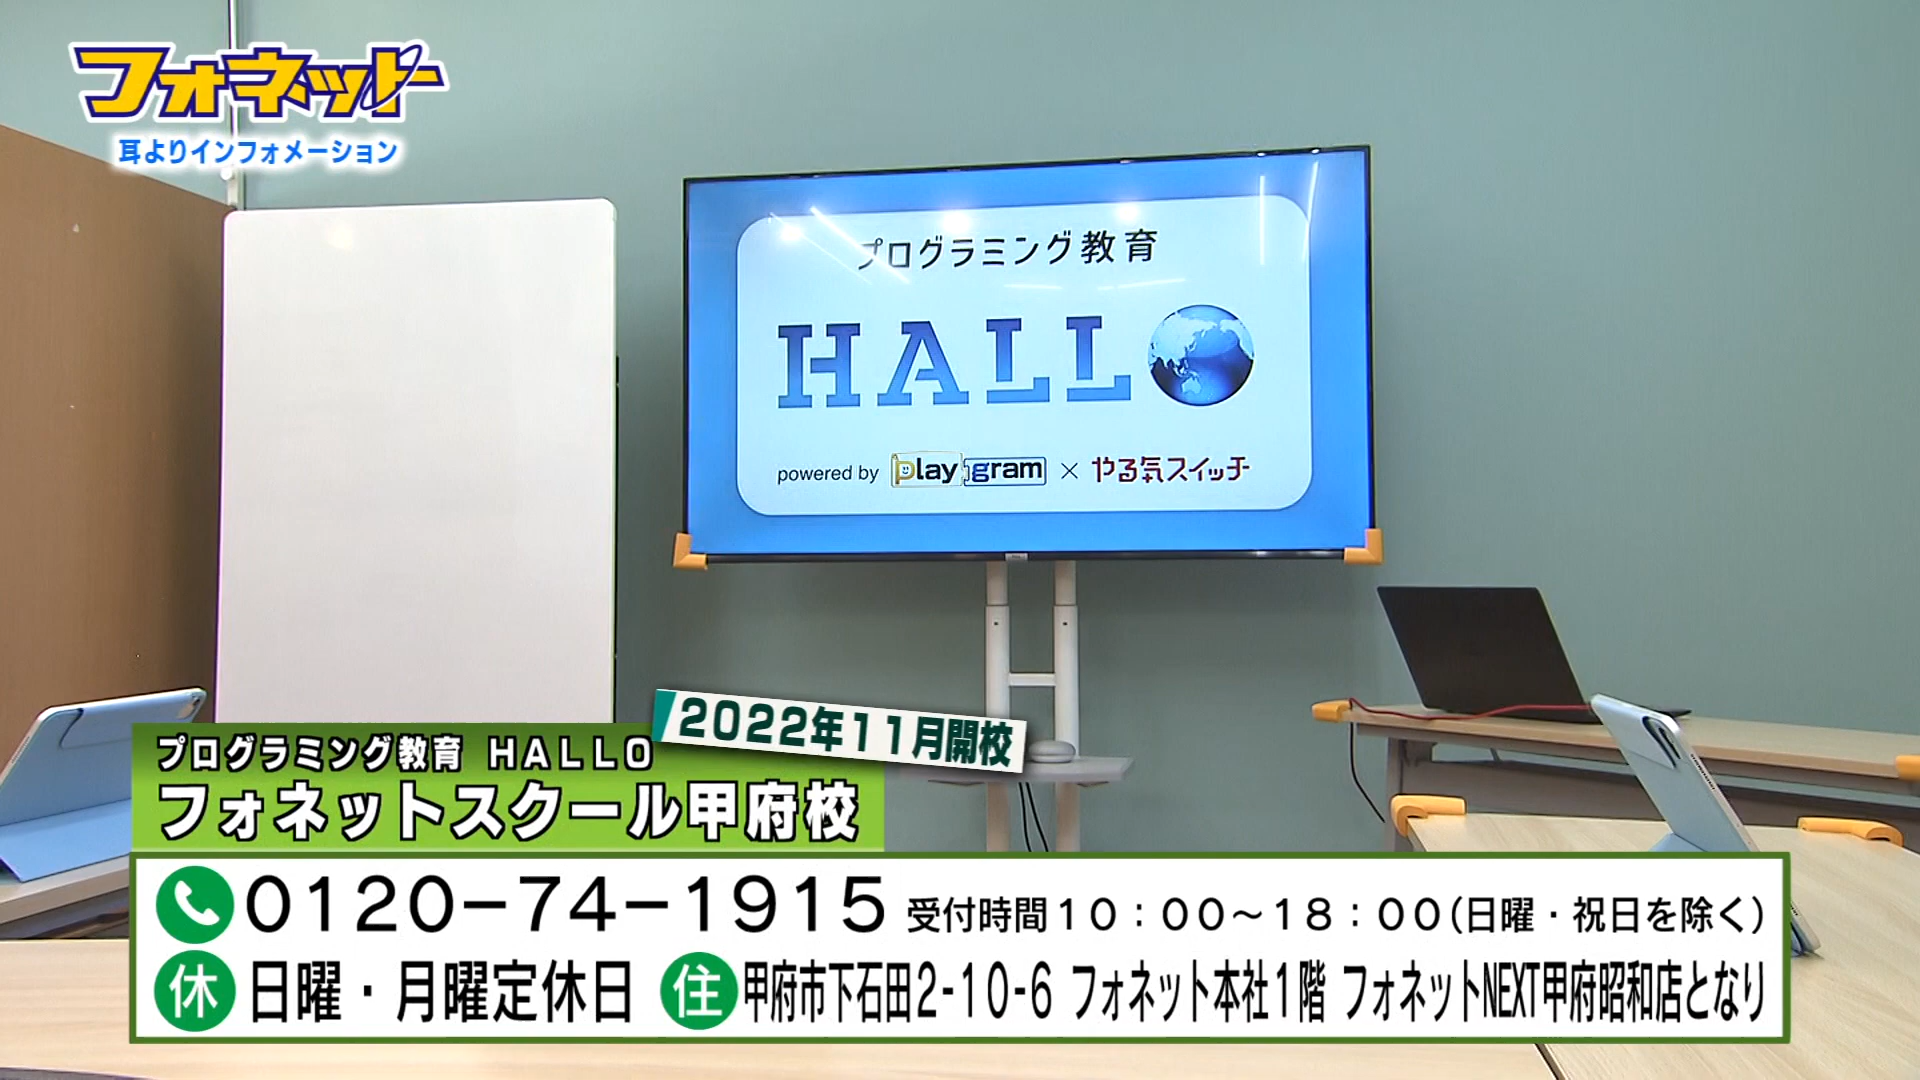 フォネット
耳よりインフォメーション
プログラミング教育
HALLO
powered by playgram × やる気スイッチ
2022年11月開校
プログラミング教育 HALLO
フォネットスクール甲府校
0120-74-1915 受付時間10：00～18：00(日曜・祝日を除く)
休 日曜・月曜定休日 住 甲府市下石田2-10-6 フォネット本社1階 フォネットNEXT甲府昭和店となり